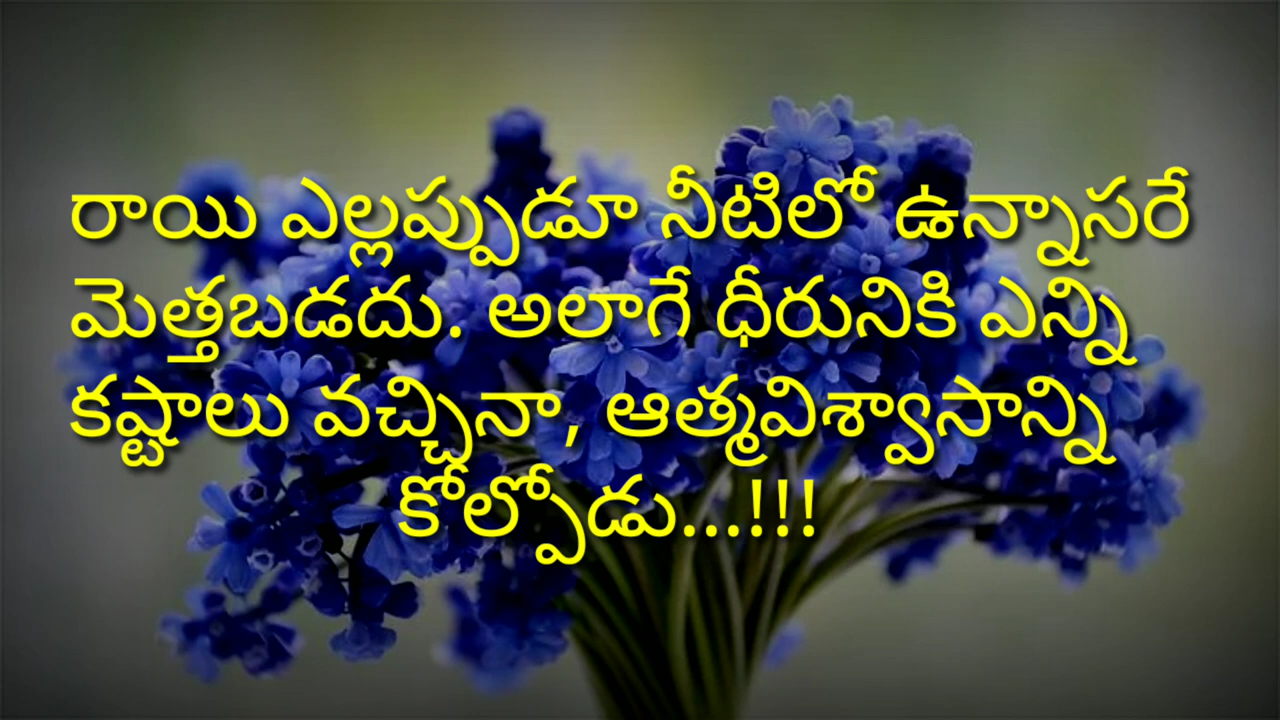 రాయి ఎల్లప్పుడూ నీటిలో ఉన్నాసరే
మెత్తబడదు. అలాగే ధీరునికి ఎన్ని
కష్టాలు వచ్చినా, ఆత్మవిశ్వాసాన్ని
కోల్పోడు...!!!